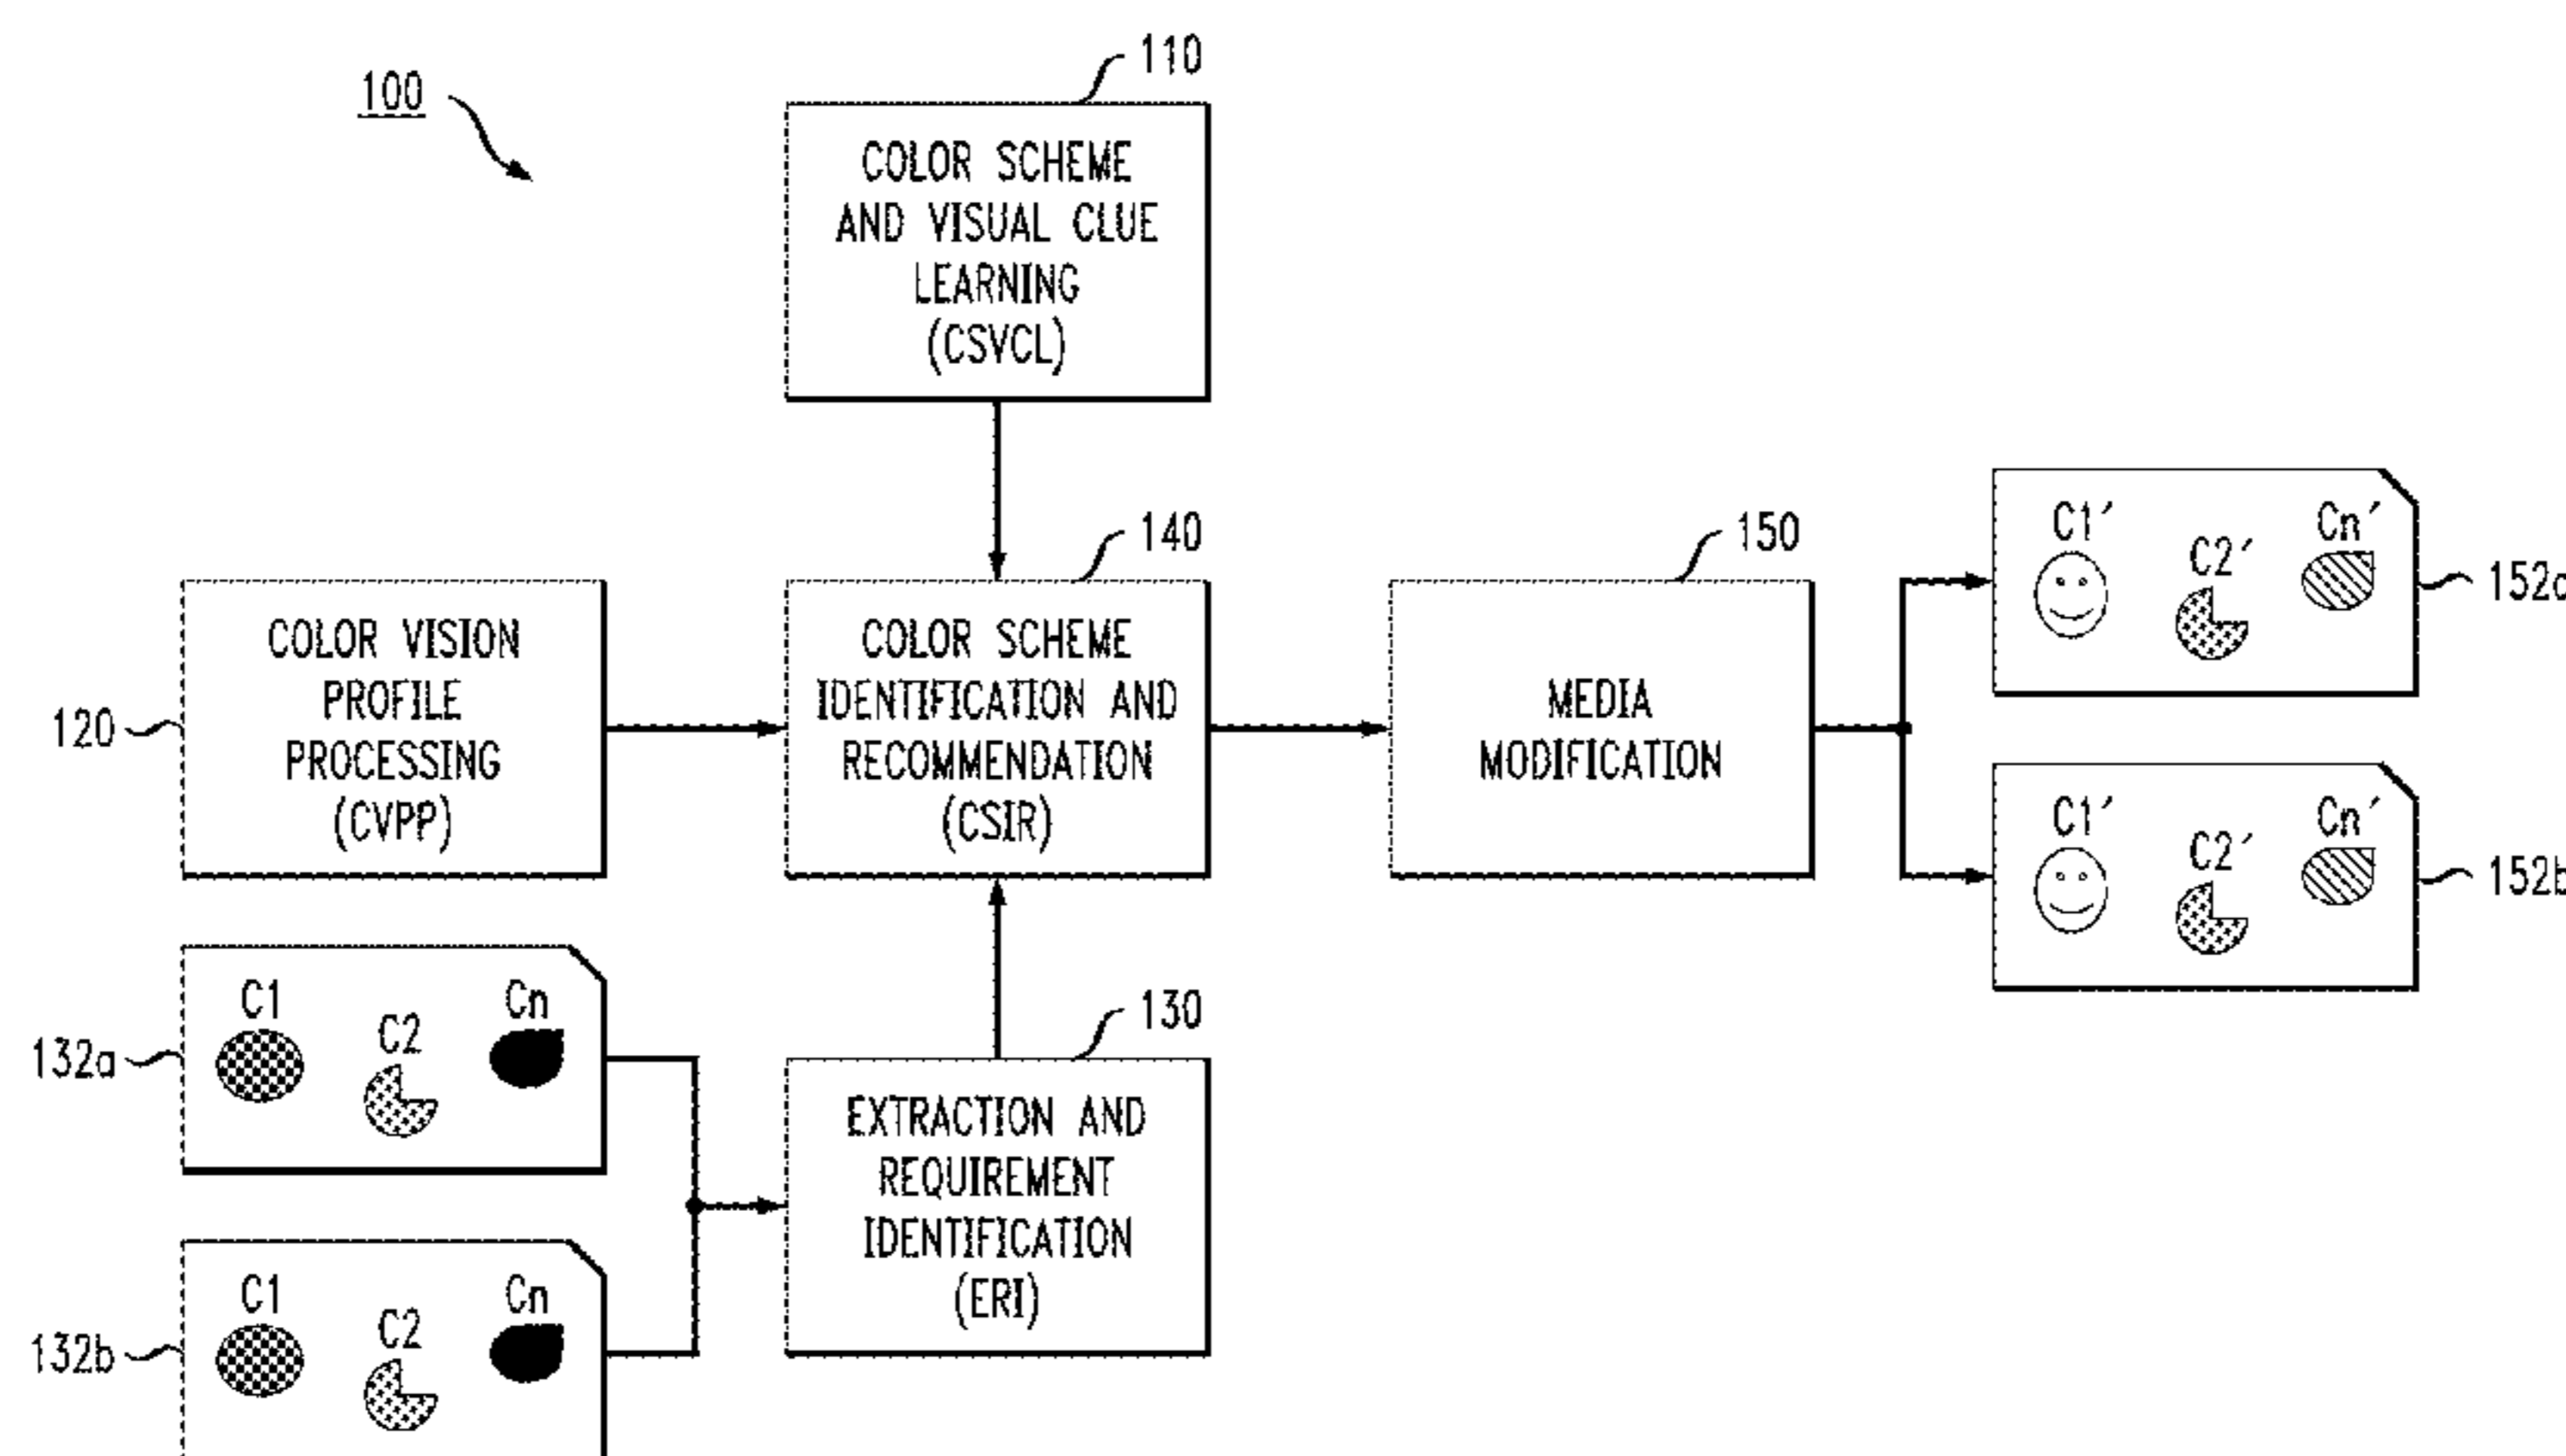 100
110
COLOR SCHEME
AND VISUAL CLUE
LEARNING
(CSVCL)
120
COLOR VISION
PROFILE
PROCESSING
(CVPP)
140
COLOR SCHEME
IDENTIFICATION AND
RECOMMENDATION
(CSIR)
150
MEDIA
MODIFICATION
C1′
C2′
Cn′
C1′
C2′
Cn′
152b
132a
C1
C2
Cn
132b
C1
C2
Cn
130
EXTRACTION AND
REQUIREMENT
IDENTIFICATION
(ERI)